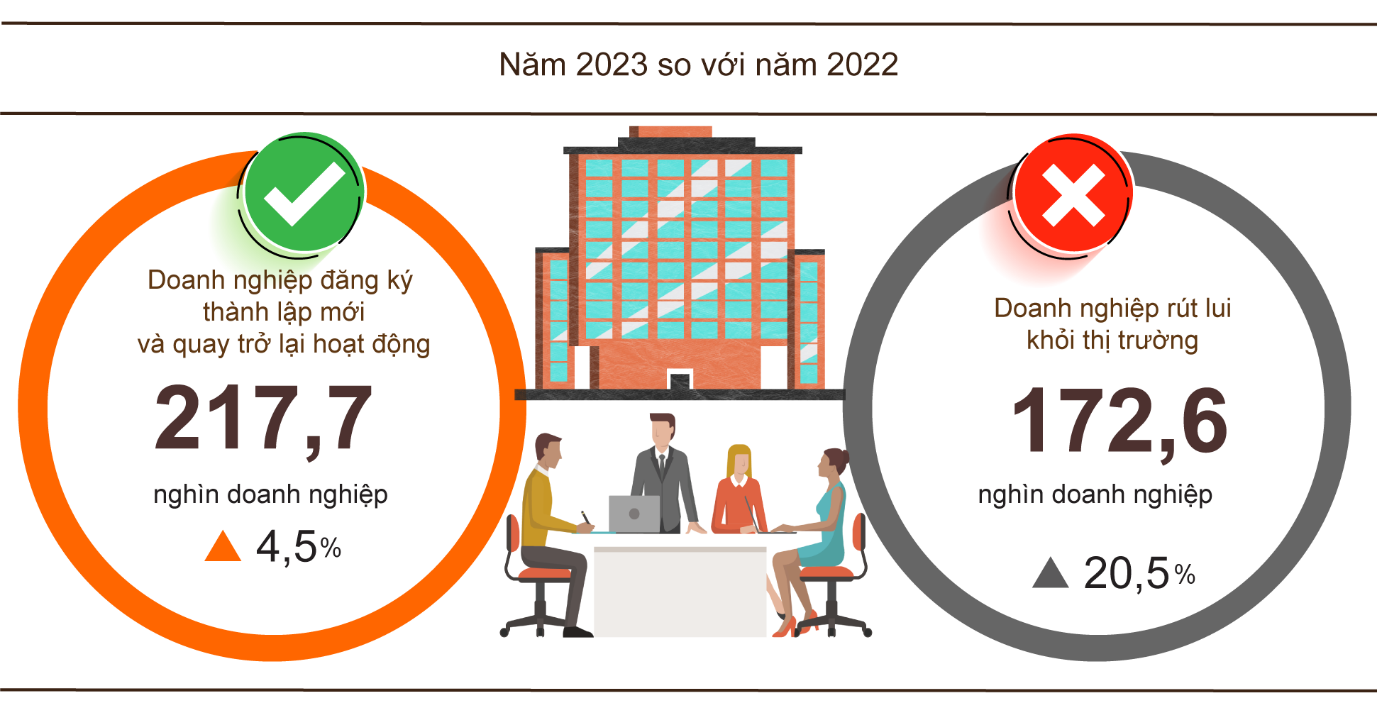 Năm 2023 so với năm 2022
Doanh nghiệp đăng ký
thành lập mới
và quay trở lại hoạt động
217,7
nghìn doanh nghiệp
4,5%
Doanh nghiệp rút lui
khỏi thị trường
172,6
nghìn doanh nghiệp
20,5%